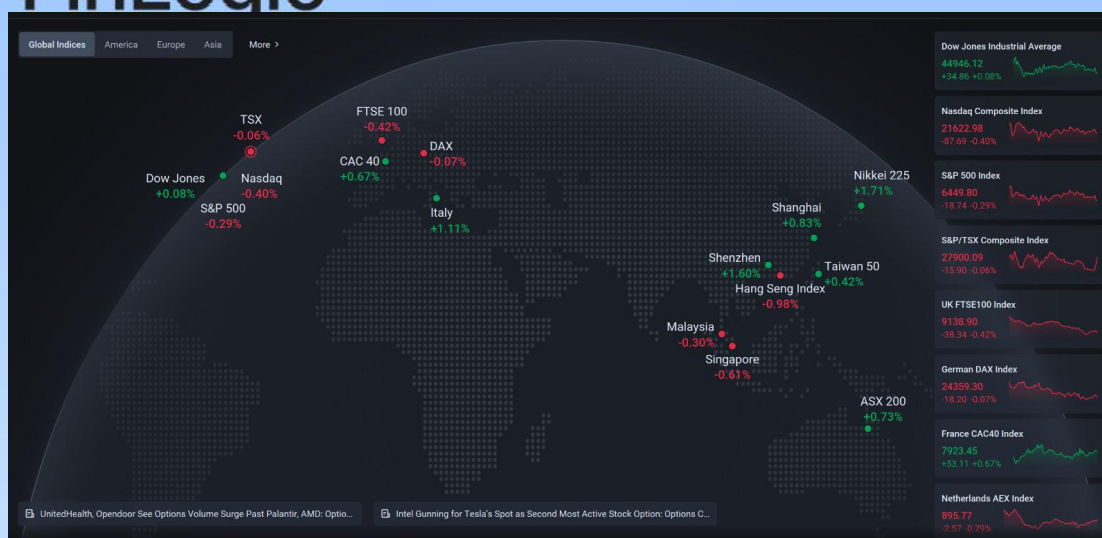 FinLogic
Global Indices America Europe Asia More >
TSX
-0.06%
Dow Jones
+0.08%
Nasdaq
-0.40%
S&P 500
-0.29%
FTSE 100
-0.42%
CAC 40
+0.67%
DAX
-0.07%
Italy
+1.11%
Nikkei 225
+1.71%
Shanghai
+0.83%
Shenzhen
+1.60%
Taiwan 50
+0.42%
Hang Seng Index
-0.98%
Malaysia
-0.30%
Singapore
-0.61%
ASX 200
+0.73%
Dow Jones Industrial Average
44946.12
+34.86 +0.08%
Nasdaq Composite Index
21622.98
-87.69 -0.40%
S&P 500 Index
6449.80
-18.74 -0.29%
S&P/TSX Composite Index
27900.09
-15.90 -0.06%
UK FTSE100 Index
9138.90
-38.34 -0.42%
German DAX Index
24359.30
-18.20 -0.07%
France CAC40 Index
7923.45
+53.11 +0.67%
Netherlands AEX Index
895.77
-2.57 -0.29%
UnitedHealth, Opendoor See Options Volume Surge Past Palantir, AMD: Optio...
Intel Gunning for Tesla's Spot as Second Most Active Stock Option: Options C...